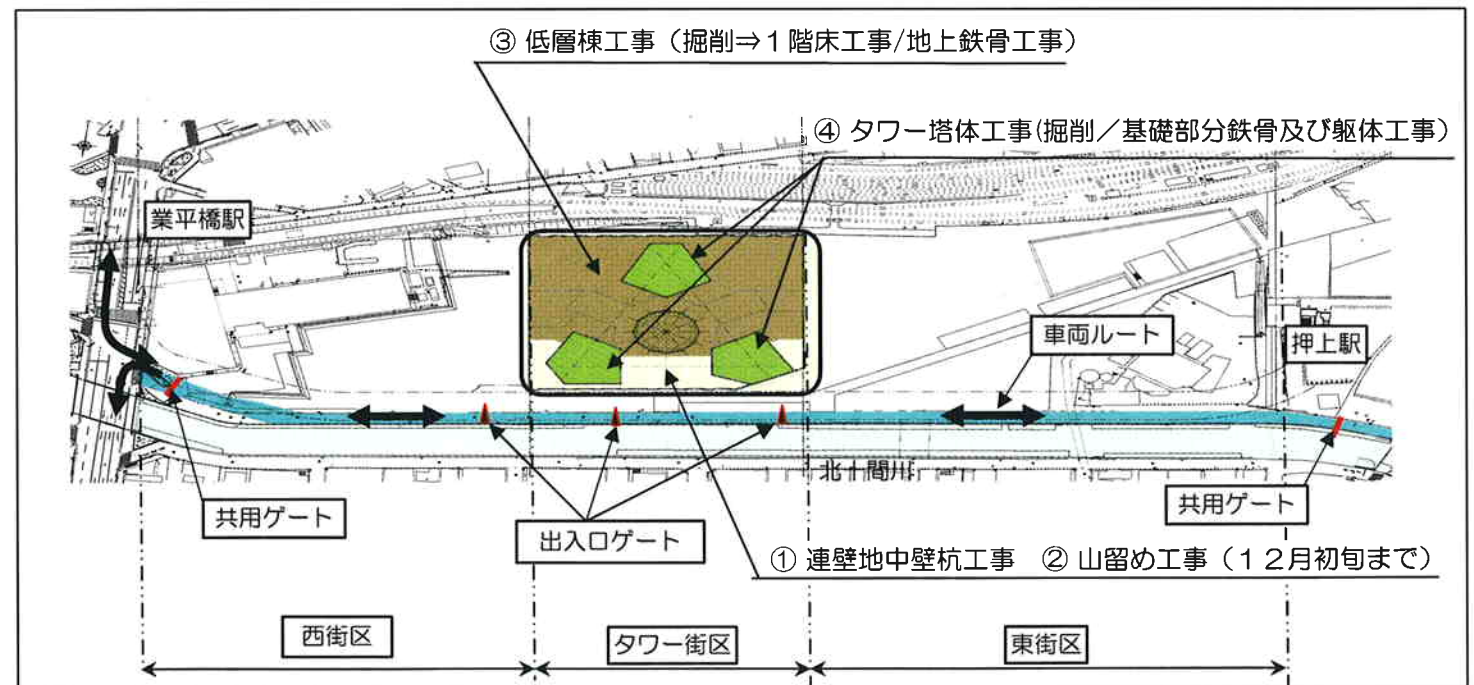 ③ 低層棟工事（掘削⇒１階床工事/地上鉄骨工事）
④ タワー塔体工事(掘削／基礎部分鉄骨及び躯体工事)
業平橋駅
車両ルート
押上駅
北十間川
共用ゲート
出入口ゲート
共用ゲート
① 連壁地中壁杭工事　② 山留め工事（１２月初旬まで）
西街区
タワー街区
東街区